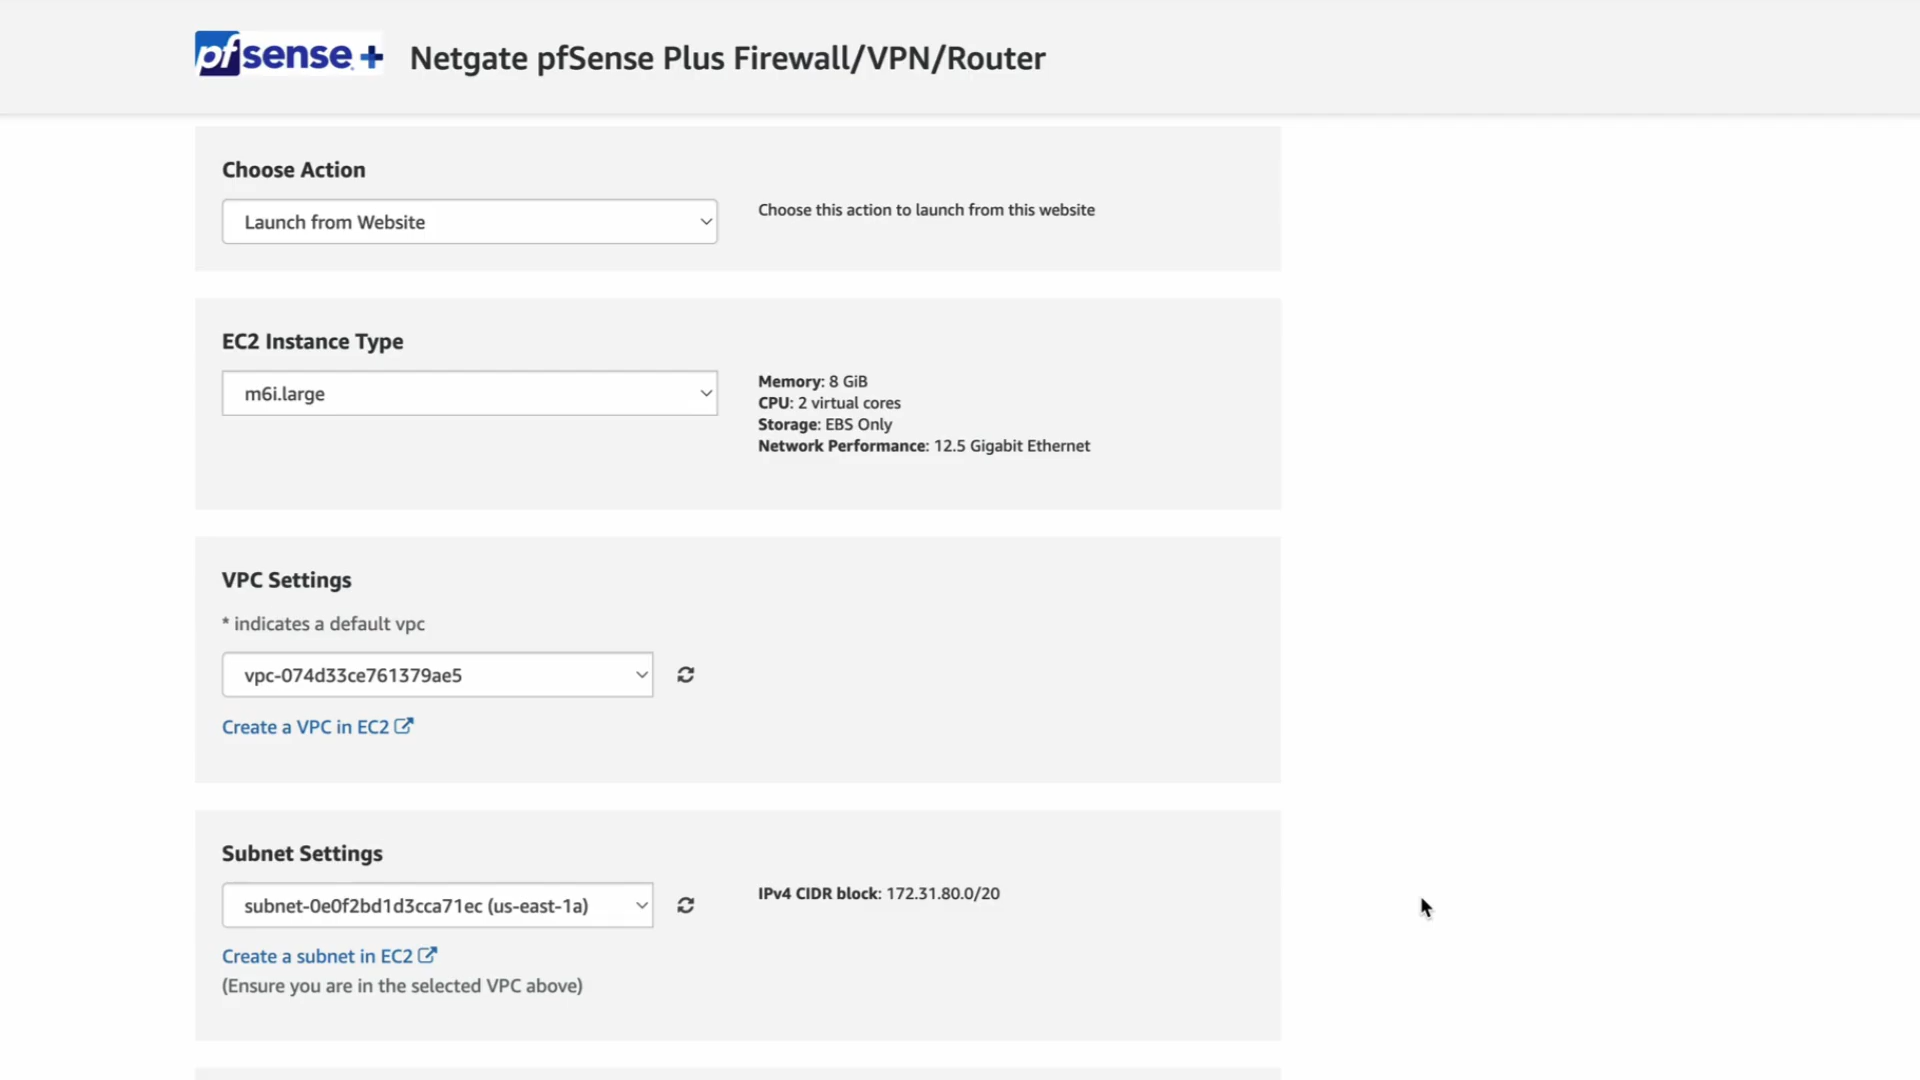 pfsense+
Netgate pfSense Plus Firewall/VPN/Router
Choose Action
Launch from Website
Choose this action to launch from this website
EC2 Instance Type
m6i.large
Memory: 8 GiB
CPU: 2 virtual cores
Storage: EBS Only
Network Performance: 12.5 Gigabit Ethernet
VPC Settings
* indicates a default vpc
vpc-074d33ce761379ae5
Create a VPC in EC2
Subnet Settings
subnet-0e0f2bd1d3cca71ec (us-east-1a)
IPv4 CIDR block: 172.31.80.0/20
Create a subnet in EC2
(Ensure you are in the selected VPC above)